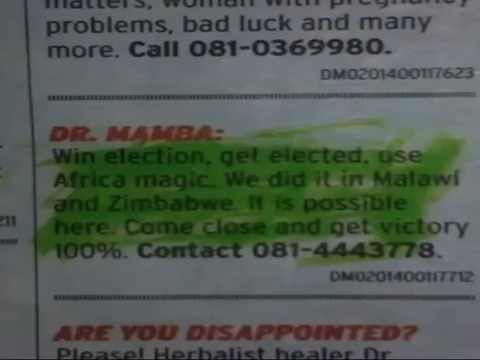 matters, woman with pregnancy
problems, bad luck and many
more. Call 081-0369980.
DM0201400117623
DR. MAMBA:
Win election, get elected, use
Africa magic. We did it in Malawi
and Zimbabwe. It is possible
here. Come close and get victory
100%. Contact 081-4443778.
DM0201400117712
211
ARE YOU DISAPPOINTED?
Please! Herbalist healer Dr